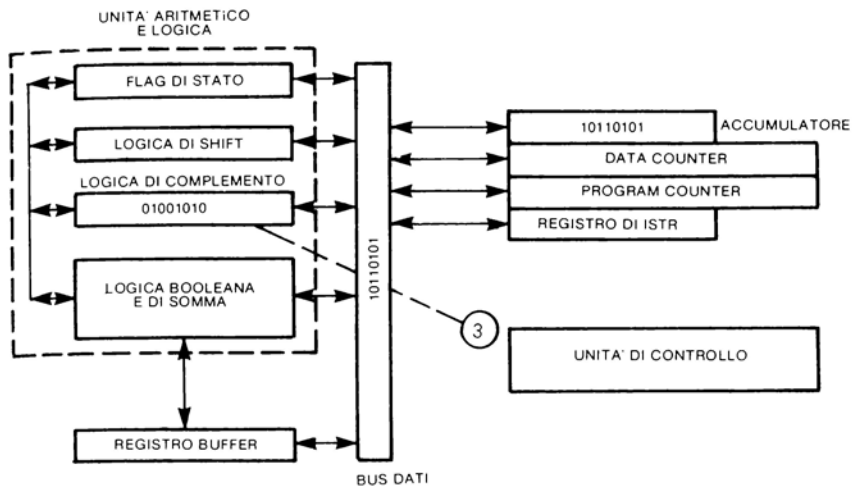 UNITA' ARITMETICO
E LOGICA
FLAG DI STATO
LOGICA DI SHIFT
LOGICA DI COMPLEMENTO
01001010
LOGICA BOOLEANA
E DI SOMMA
REGISTRO BUFFER
10110101
BUS DATI
10110101
ACCUMULATORE
DATA COUNTER
PROGRAM COUNTER
REGISTRO DI ISTR
3
UNITA' DI CONTROLLO